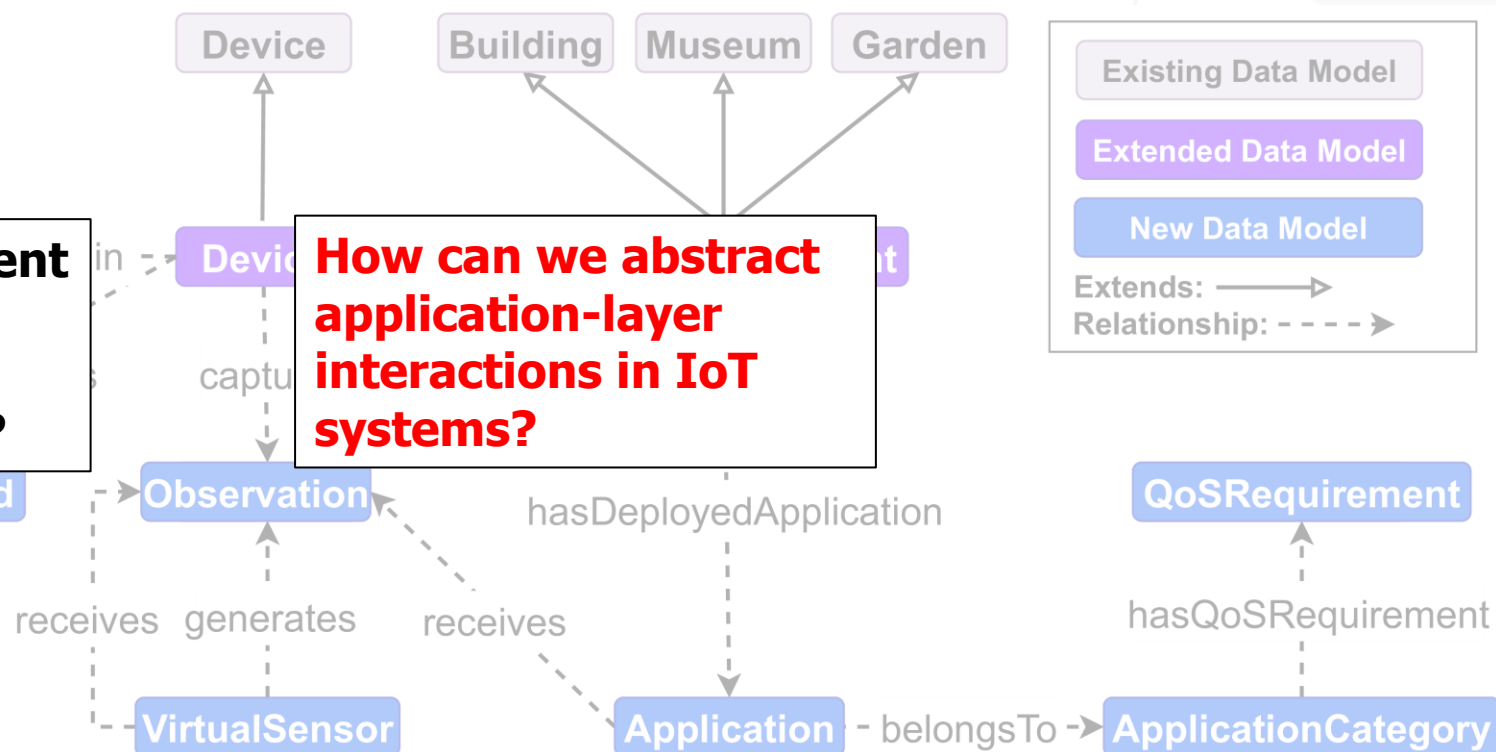 Device
Building
Museum
Garden
Existing Data Model
Extended Data Model
New Data Model
Extends:
Relationship:
in
How can we abstract
application-layer
interactions in IoT
systems?
Observation
hasDeployedApplication
QoSRequirement
receives
generates
receives
hasQoSRequirement
VirtualSensor
Application
belongsTo
ApplicationCategory